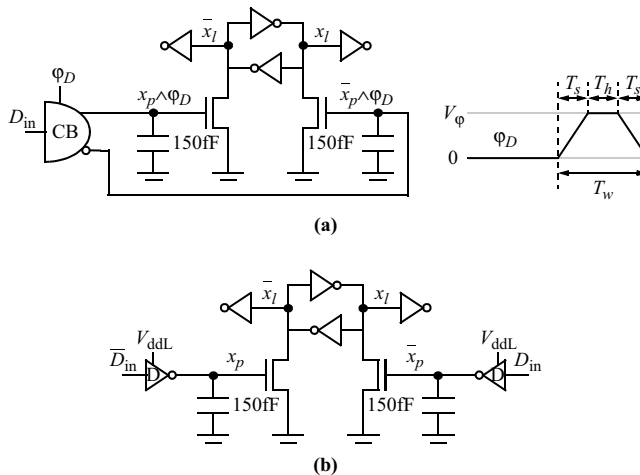 x̅_l x_l
φ_D
x_p∧φ_D x̅_p∧φ_D
D_in CB
150fF 150fF
T_s T_h T_s
V_φ
0 φ_D
T_w
(a)
x̅_l x_l
V_ddL V_ddL
D̅_in D x_p x̅_p D D_in
150fF 150fF
(b)